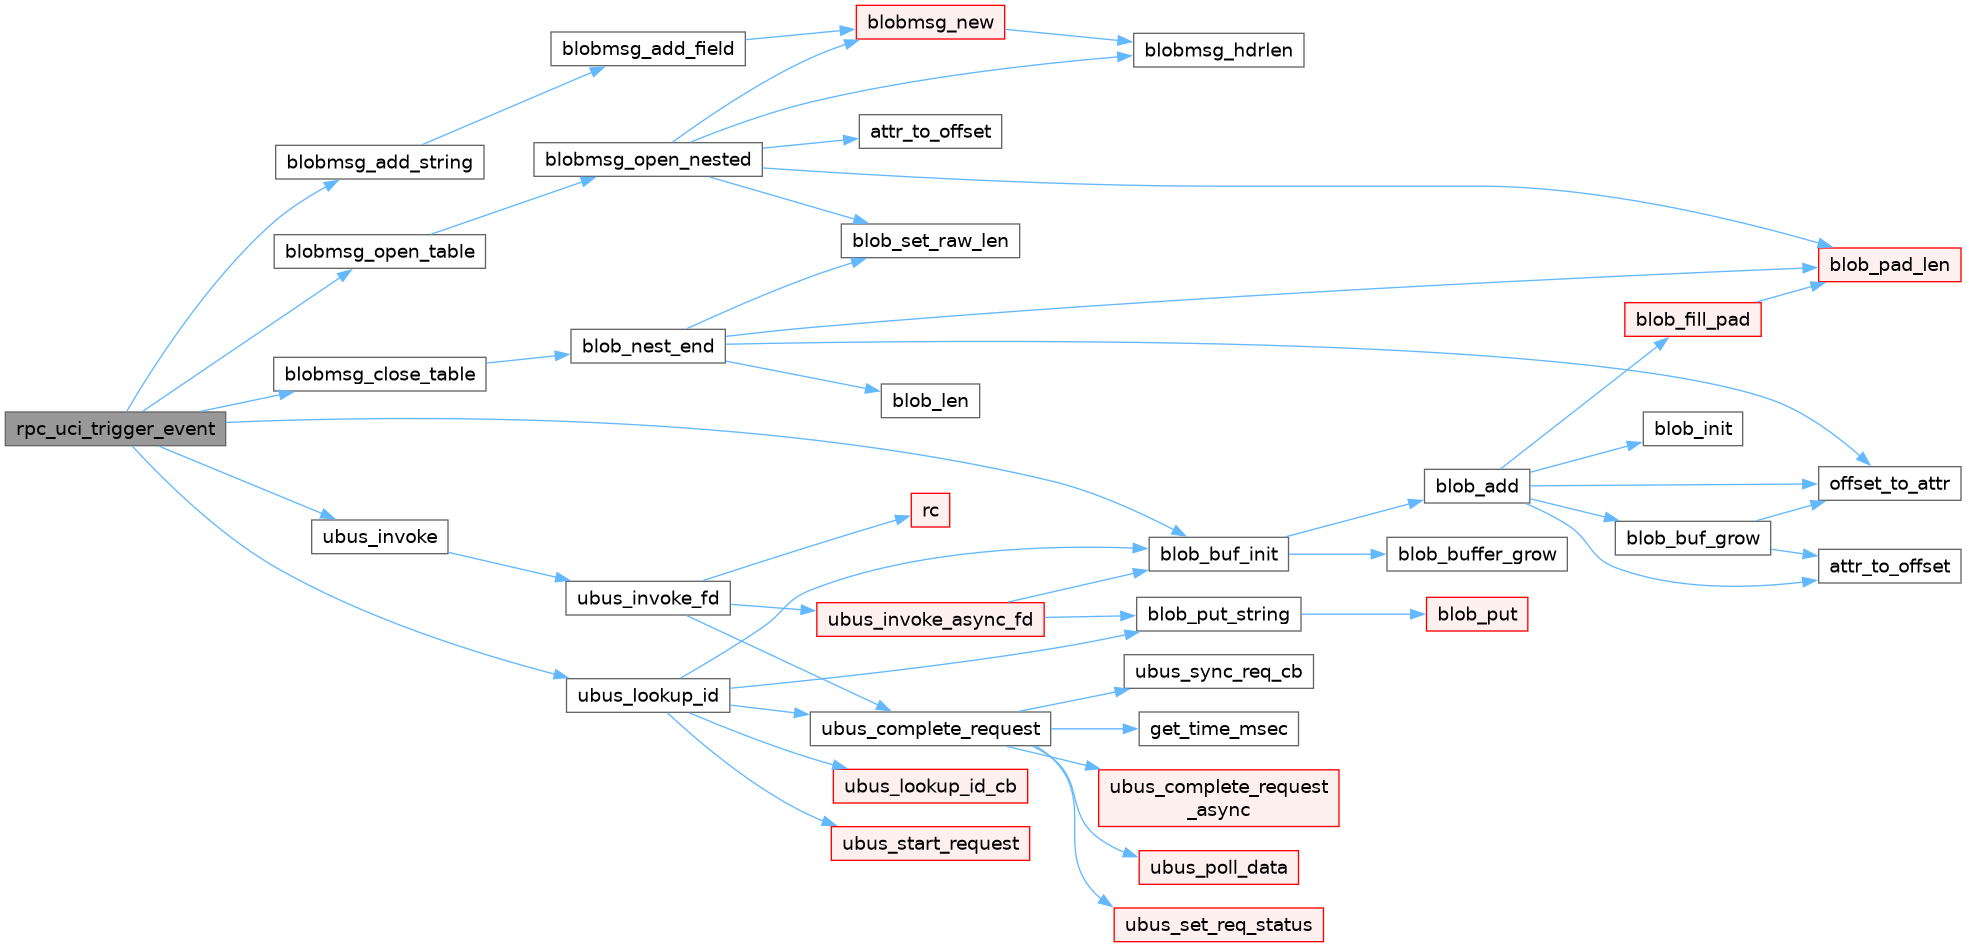 rpc_uci_trigger_event
blobmsg_add_string
blobmsg_open_table
blobmsg_close_table
ubus_invoke
blobmsg_add_field
blobmsg_open_nested
blob_nest_end
ubus_invoke_fd
ubus_lookup_id
blobmsg_new
attr_to_offset
blob_set_raw_len
blob_len
rc
ubus_invoke_async_fd
ubus_complete_request
ubus_lookup_id_cb
ubus_start_request
blobmsg_hdrlen
blob_buf_init
blob_put_string
ubus_sync_req_cb
get_time_msec
ubus_complete_request
_async
ubus_poll_data
ubus_set_req_status
blob_add
blob_buffer_grow
blob_put
blob_fill_pad
blob_init
blob_buf_grow
blob_pad_len
offset_to_attr
attr_to_offset